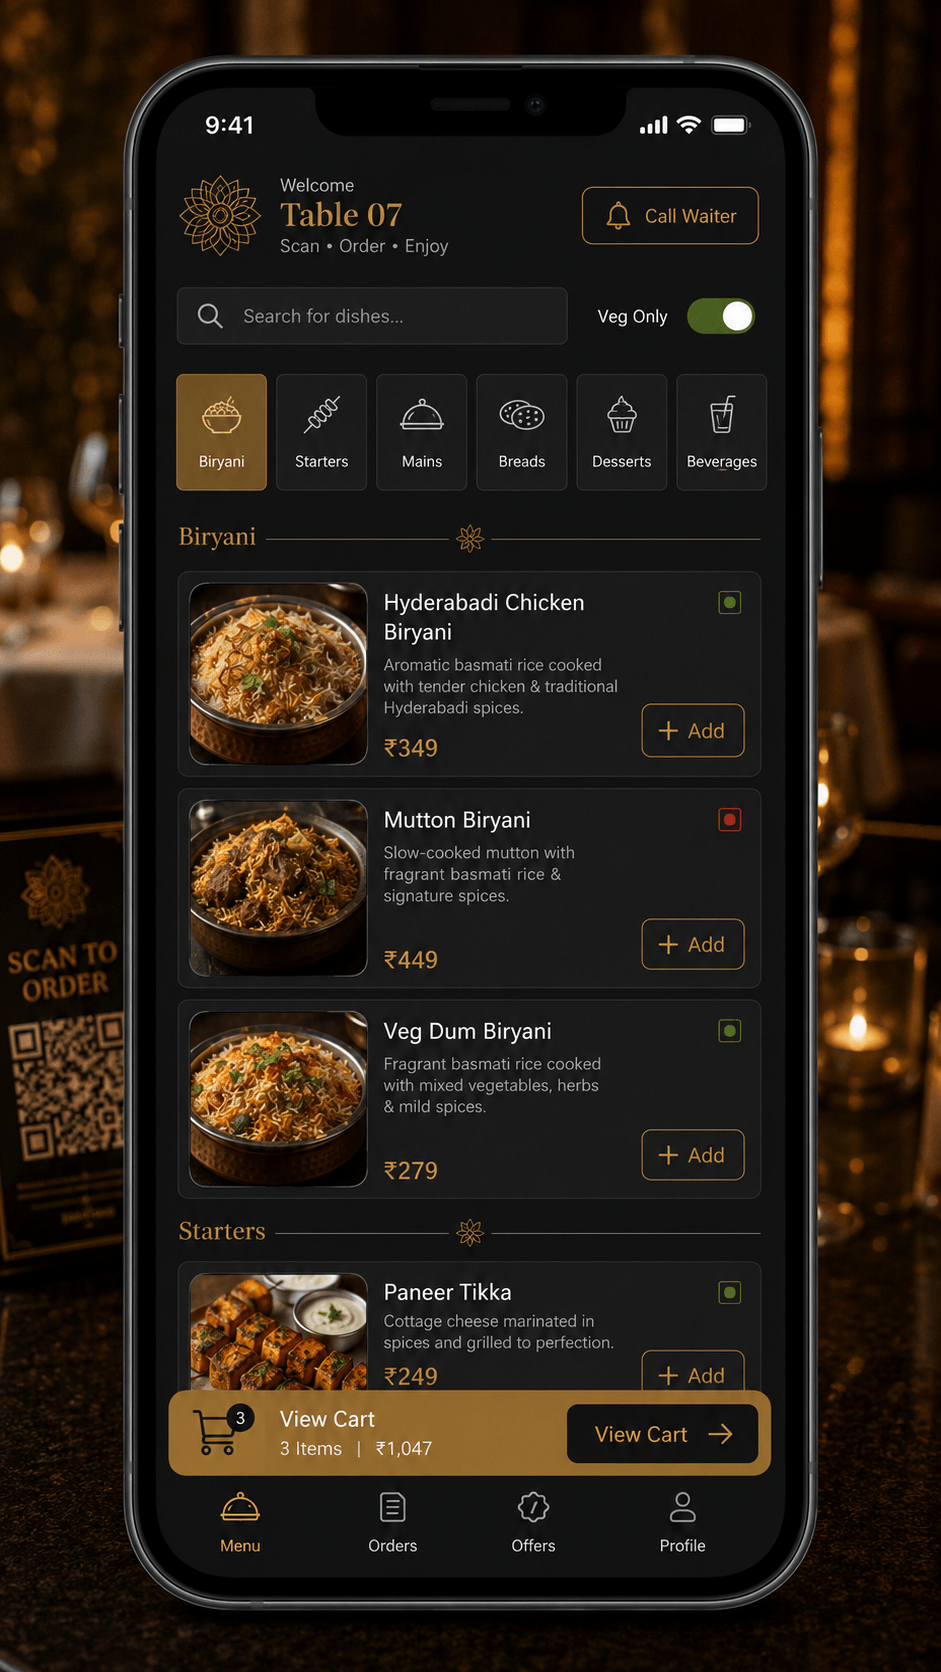 9:41
Welcome
Table 07
Scan • Order • Enjoy
Call Waiter
Search for dishes...
Veg Only
Biryani
Starters
Mains
Breads
Desserts
Beverages
Biryani
Hyderabadi Chicken
Biryani
Aromatic basmati rice cooked
with tender chicken & traditional
Hyderabadi spices.
₹349
+ Add
Mutton Biryani
Slow-cooked mutton with
fragrant basmati rice &
signature spices.
₹449
+ Add
Veg Dum Biryani
Fragrant basmati rice cooked
with mixed vegetables, herbs
& mild spices.
₹279
+ Add
Starters
Paneer Tikka
Cottage cheese marinated in
spices and grilled to perfection.
₹249
+ Add
3
View Cart
3 Items | ₹1,047
View Cart →
Menu
Orders
Offers
Profile
SCAN TO
ORDER